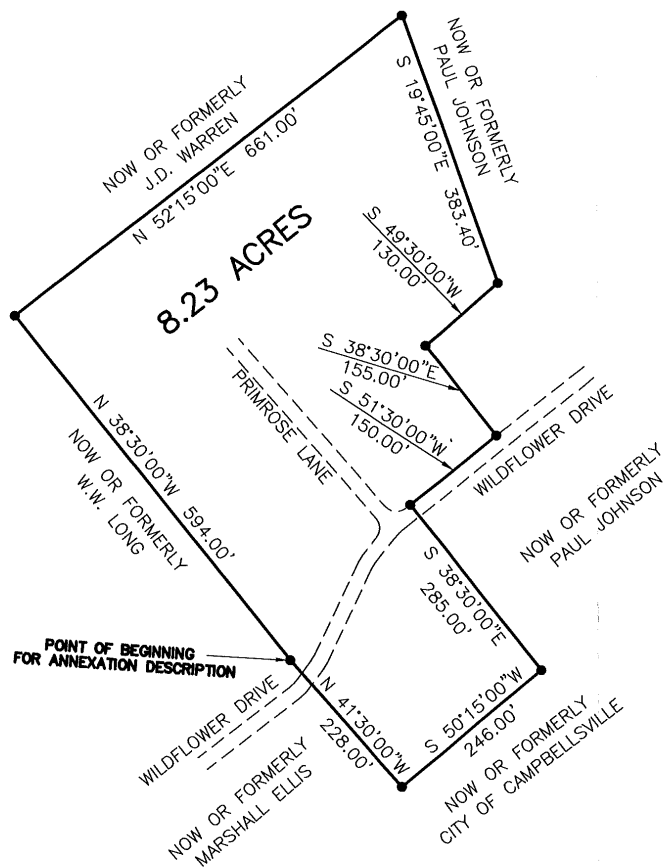 NOW OR FORMERLY
PAUL JOHNSON
S 19°45'00"E 383.40'
NOW OR FORMERLY
J.D. WARREN
N 52°15'00"E 661.00'
8.23 ACRES
S 49°30'00"W
130.00'
S 38°30'00"E
155.00'
S 51°30'00"W
150.00'
PRIMROSE LANE
WILDFLOWER DRIVE
NOW OR FORMERLY
PAUL JOHNSON
N 38°30'00"W 594.00'
NOW OR FORMERLY
W.W. LONG
S 38°30'00"E
285.00'
POINT OF BEGINNING
FOR ANNEXATION DESCRIPTION
WILDFLOWER DRIVE
N 41°30'00"W
228.00'
S 50°15'00"W
246.00'
NOW OR FORMERLY
MARSHALL ELLIS
NOW OR FORMERLY
CITY OF CAMPBELLSVILLE